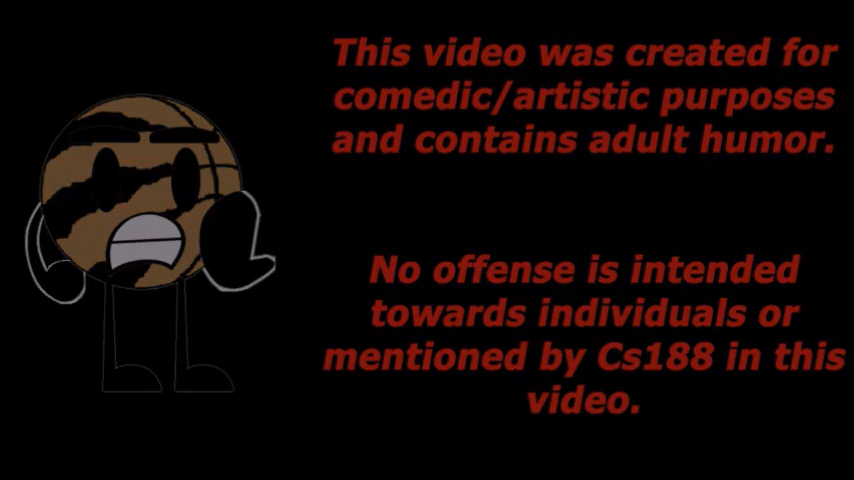 This video was created for
comedic/artistic purposes
and contains adult humor.
No offense is intended
towards individuals or
mentioned by Cs188 in this
video.